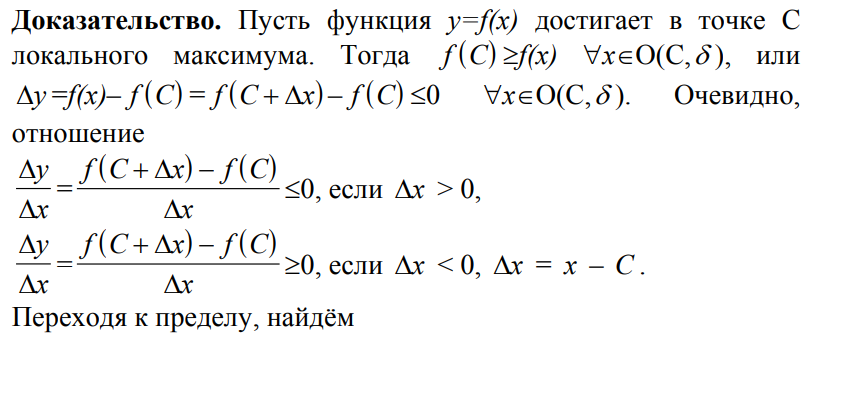 Доказательство. Пусть функция y=f(x) достигает в точке С
локального максимума. Тогда f(C) ≥f(x) ∀x∈O(C, δ), или
Δy =f(x)– f(C) = f(C + Δx) – f(C) ≤0 ∀x∈O(C, δ). Очевидно,
отношение
Δy/Δx = (f(C + Δx) – f(C))/Δx ≤0, если Δx > 0,
Δy/Δx = (f(C + Δx) – f(C))/Δx ≥0, если Δx < 0, Δx = x – C.
Переходя к пределу, найдём